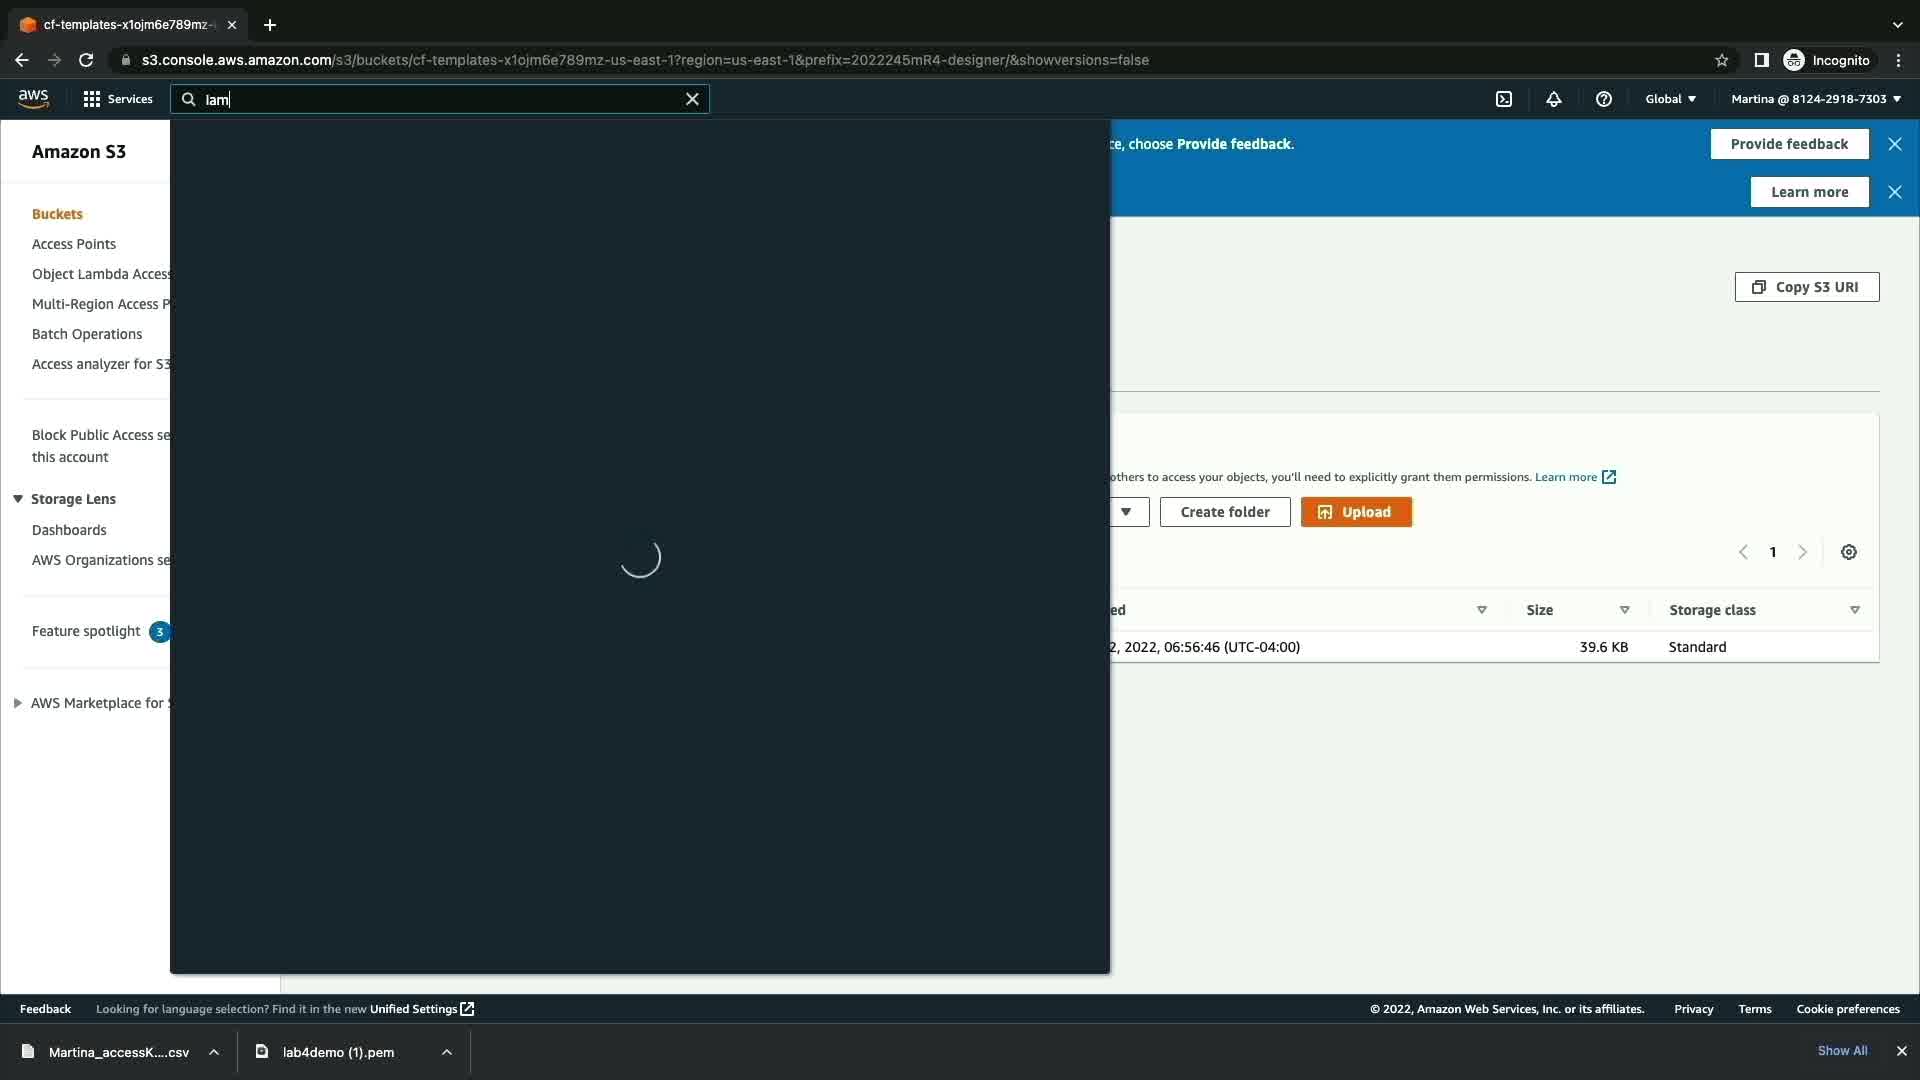 cf-templates-x1ojm6e789mz-
s3.console.aws.amazon.com/s3/buckets/cf-templates-x1ojm6e789mz-us-east-1?region=us-east-1&prefix=2022245mR4-designer/&showversions=false
Incognito
aws
Services
lam
Global
Martina @ 8124-2918-7303
Amazon S3
ce, choose Provide feedback.
Provide feedback
Learn more
Buckets
Access Points
Object Lambda Access
Multi-Region Access P
Batch Operations
Access analyzer for S3
Copy S3 URI
Block Public Access se
this account
Storage Lens
Dashboards
AWS Organizations se
Feature spotlight 3
AWS Marketplace for S
others to access your objects, you'll need to explicitly grant them permissions. Learn more
Create folder
Upload
1
ed
Size
Storage class
2, 2022, 06:56:46 (UTC-04:00)
39.6 KB
Standard
Feedback
Looking for language selection? Find it in the new Unified Settings
© 2022, Amazon Web Services, Inc. or its affiliates.
Privacy
Terms
Cookie preferences
Martina_accessK....csv
lab4demo (1).pem
Show All